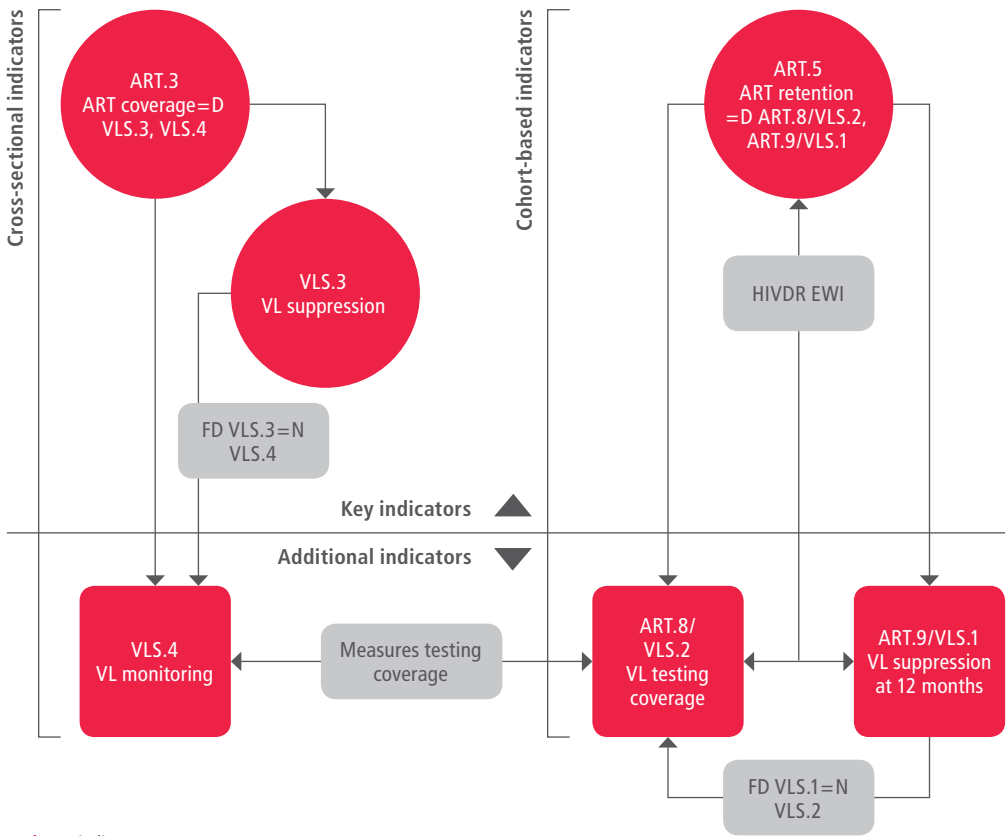 Cross-sectional indicators
ART.3
ART coverage=D
VLS.3, VLS.4
VLS.3
VL suppression
FD VLS.3=N
VLS.4
Cohort-based indicators
ART.5
ART retention
=D ART.8/VLS.2,
ART.9/VLS.1
HIVDR EWI
Key indicators
Additional indicators
VLS.4
VL monitoring
Measures testing
coverage
ART.8/
VLS.2
VL testing
coverage
ART.9/VLS.1
VL suppression
at 12 months
FD VLS.1=N
VLS.2